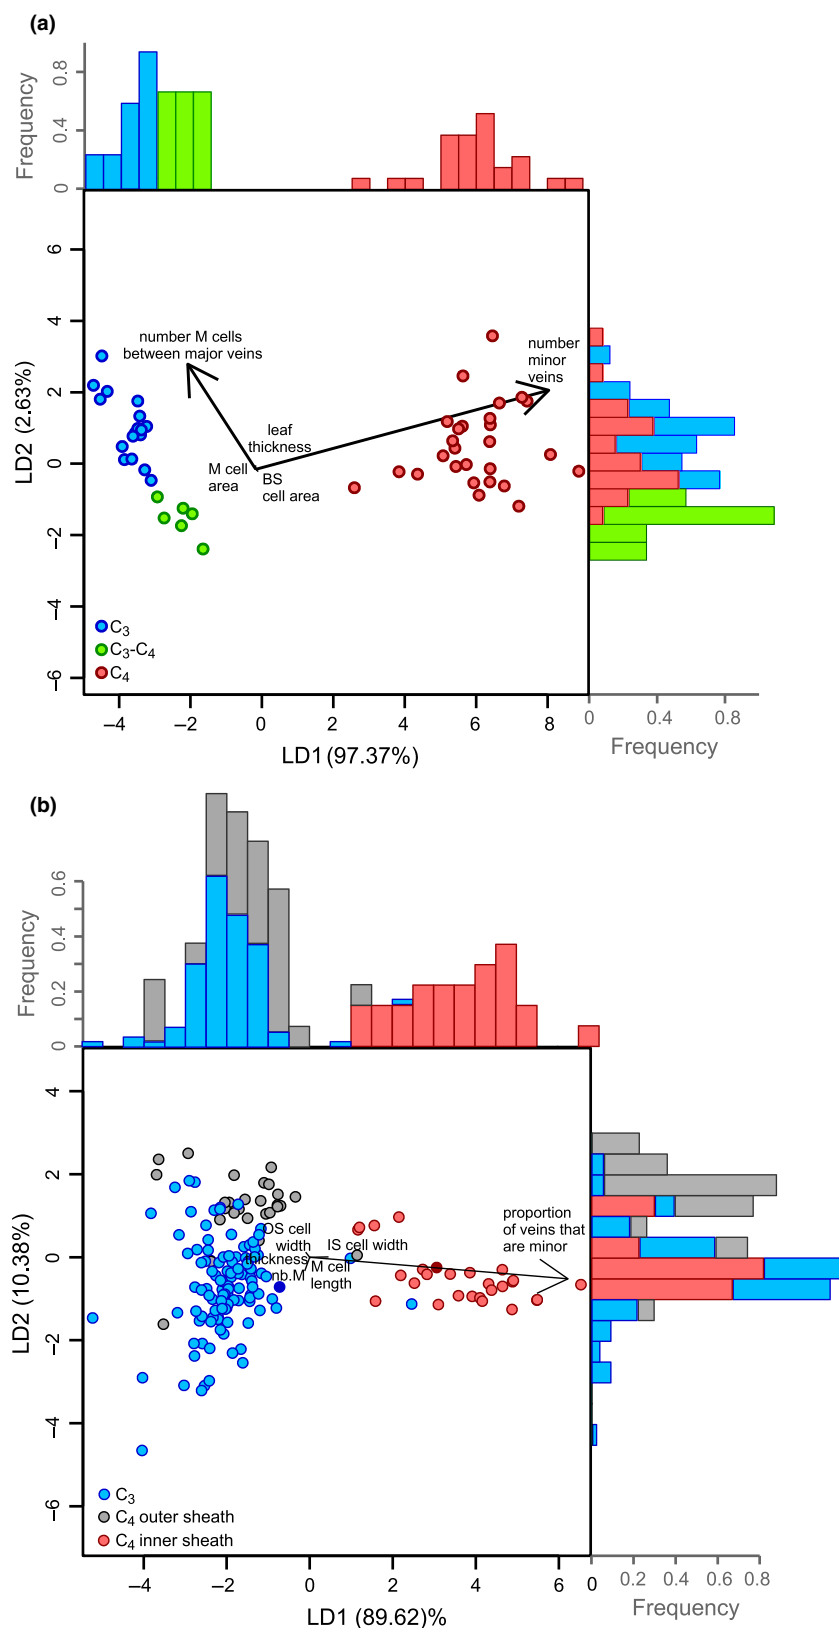 (a)
Frequency
0.8
0.4
0
6
4
2
0
−2
−4
−6
LD2 (2.63%)
number M cells
between major veins
number
minor
veins
leaf
thickness
M cell
area
BS
cell area
C3
C3-C4
C4
−4
−2
0
2
4
6
8
LD1 (97.37%)
0
0.4
0.8
Frequency
(b)
Frequency
0.6
0.4
0.2
0
4
2
0
−2
−4
−6
LD2 (10.38%)
OS cell
width
thickness
nb.M
IS cell width
M cell
length
proportion
of veins that
are minor
C3
C4 outer sheath
C4 inner sheath
−4
−2
0
2
4
6
LD1 (89.62)%
0
0.2
0.4
0.6
0.8
Frequency